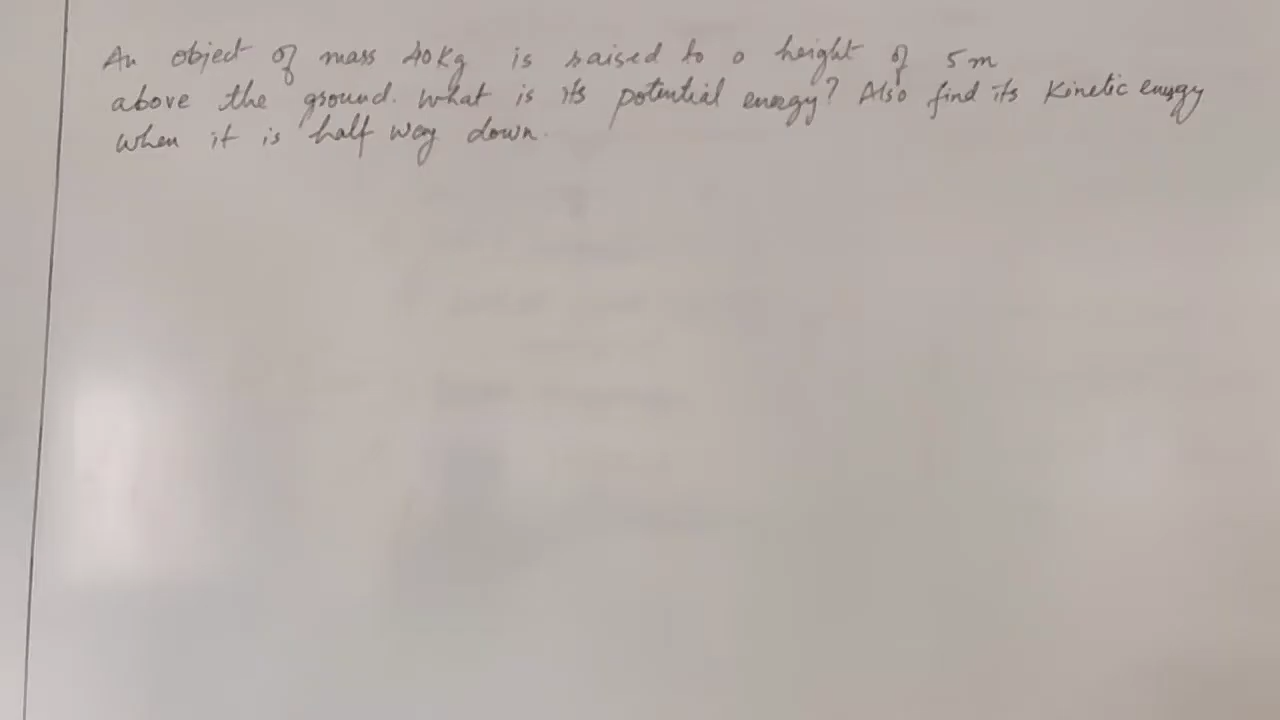 An object of mass 40Kg is raised to a height of 5m
above the ground. What is its potential energy? Also find its Kinetic energy
when it is half way down.